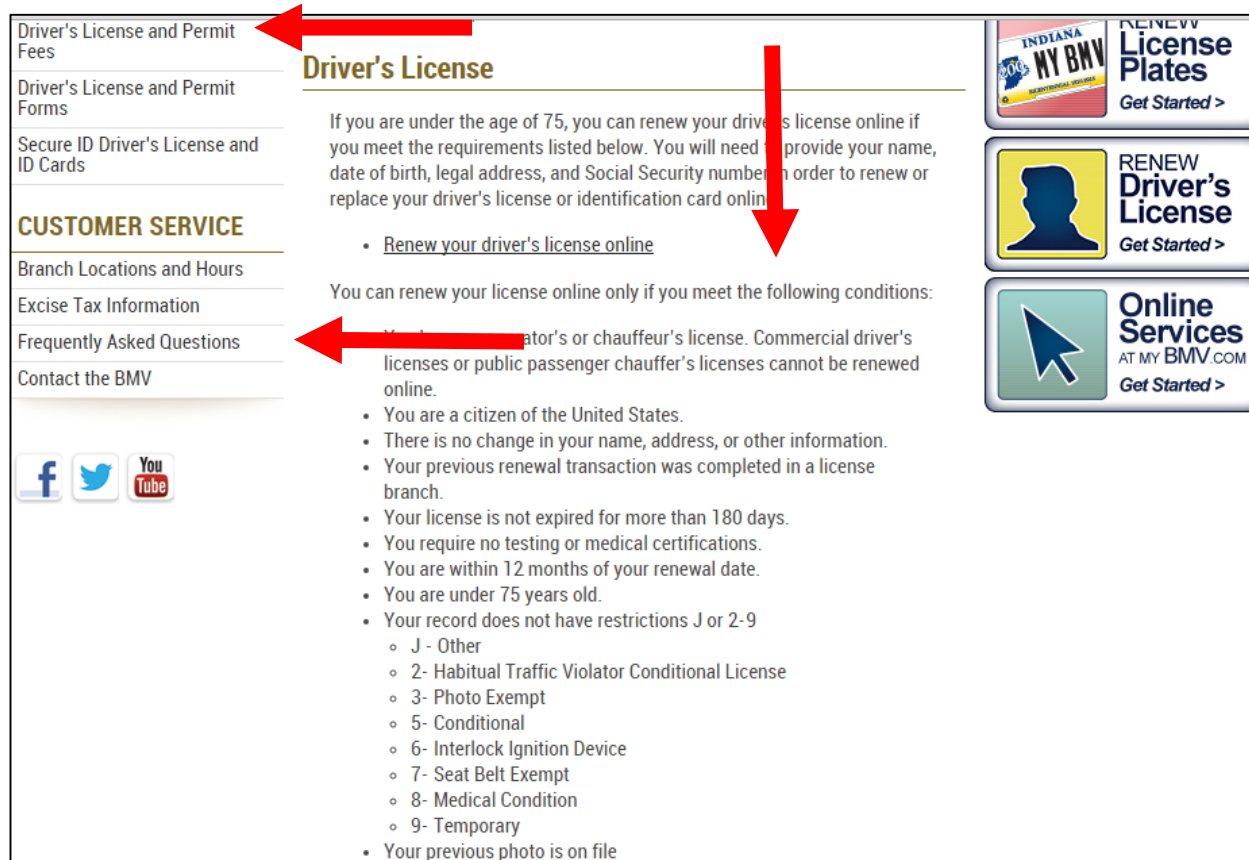 Driver's License and Permit
Fees
Driver's License and Permit
Forms
Secure ID Driver's License and
ID Cards
CUSTOMER SERVICE
Branch Locations and Hours
Excise Tax Information
Frequently Asked Questions
Contact the BMV
You
Tube
Driver's License
If you are under the age of 75, you can renew your driver's license online if
you meet the requirements listed below. You will need to provide your name,
date of birth, legal address, and Social Security number in order to renew or
replace your driver's license or identification card online.
• Renew your driver's license online
You can renew your license online only if you meet the following conditions:
or chauffeur's license. Commercial driver's
licenses or public passenger chauffer's licenses cannot be renewed
online.
• You are a citizen of the United States.
• There is no change in your name, address, or other information.
• Your previous renewal transaction was completed in a license
branch.
• Your license is not expired for more than 180 days.
• You require no testing or medical certifications.
• You are within 12 months of your renewal date.
• You are under 75 years old.
• Your record does not have restrictions J or 2-9
◦ J - Other
◦ 2- Habitual Traffic Violator Conditional License
◦ 3- Photo Exempt
◦ 5- Conditional
◦ 6- Interlock Ignition Device
◦ 7- Seat Belt Exempt
◦ 8- Medical Condition
◦ 9- Temporary
• Your previous photo is on file
RENEW
License
Plates
Get Started >
INDIANA
MY BMV
RENEW
Driver's
License
Get Started >
Online
Services
AT MY BMV.COM
Get Started >